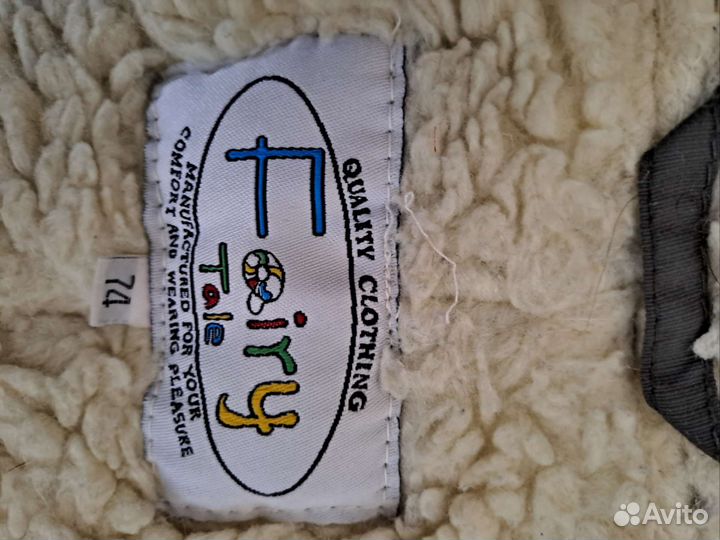 QUALITY CLOTHING
Fairy
Tale
MANUFACTURED FOR YOUR
COMFORT AND WEARING PLEASURE
74
Avito